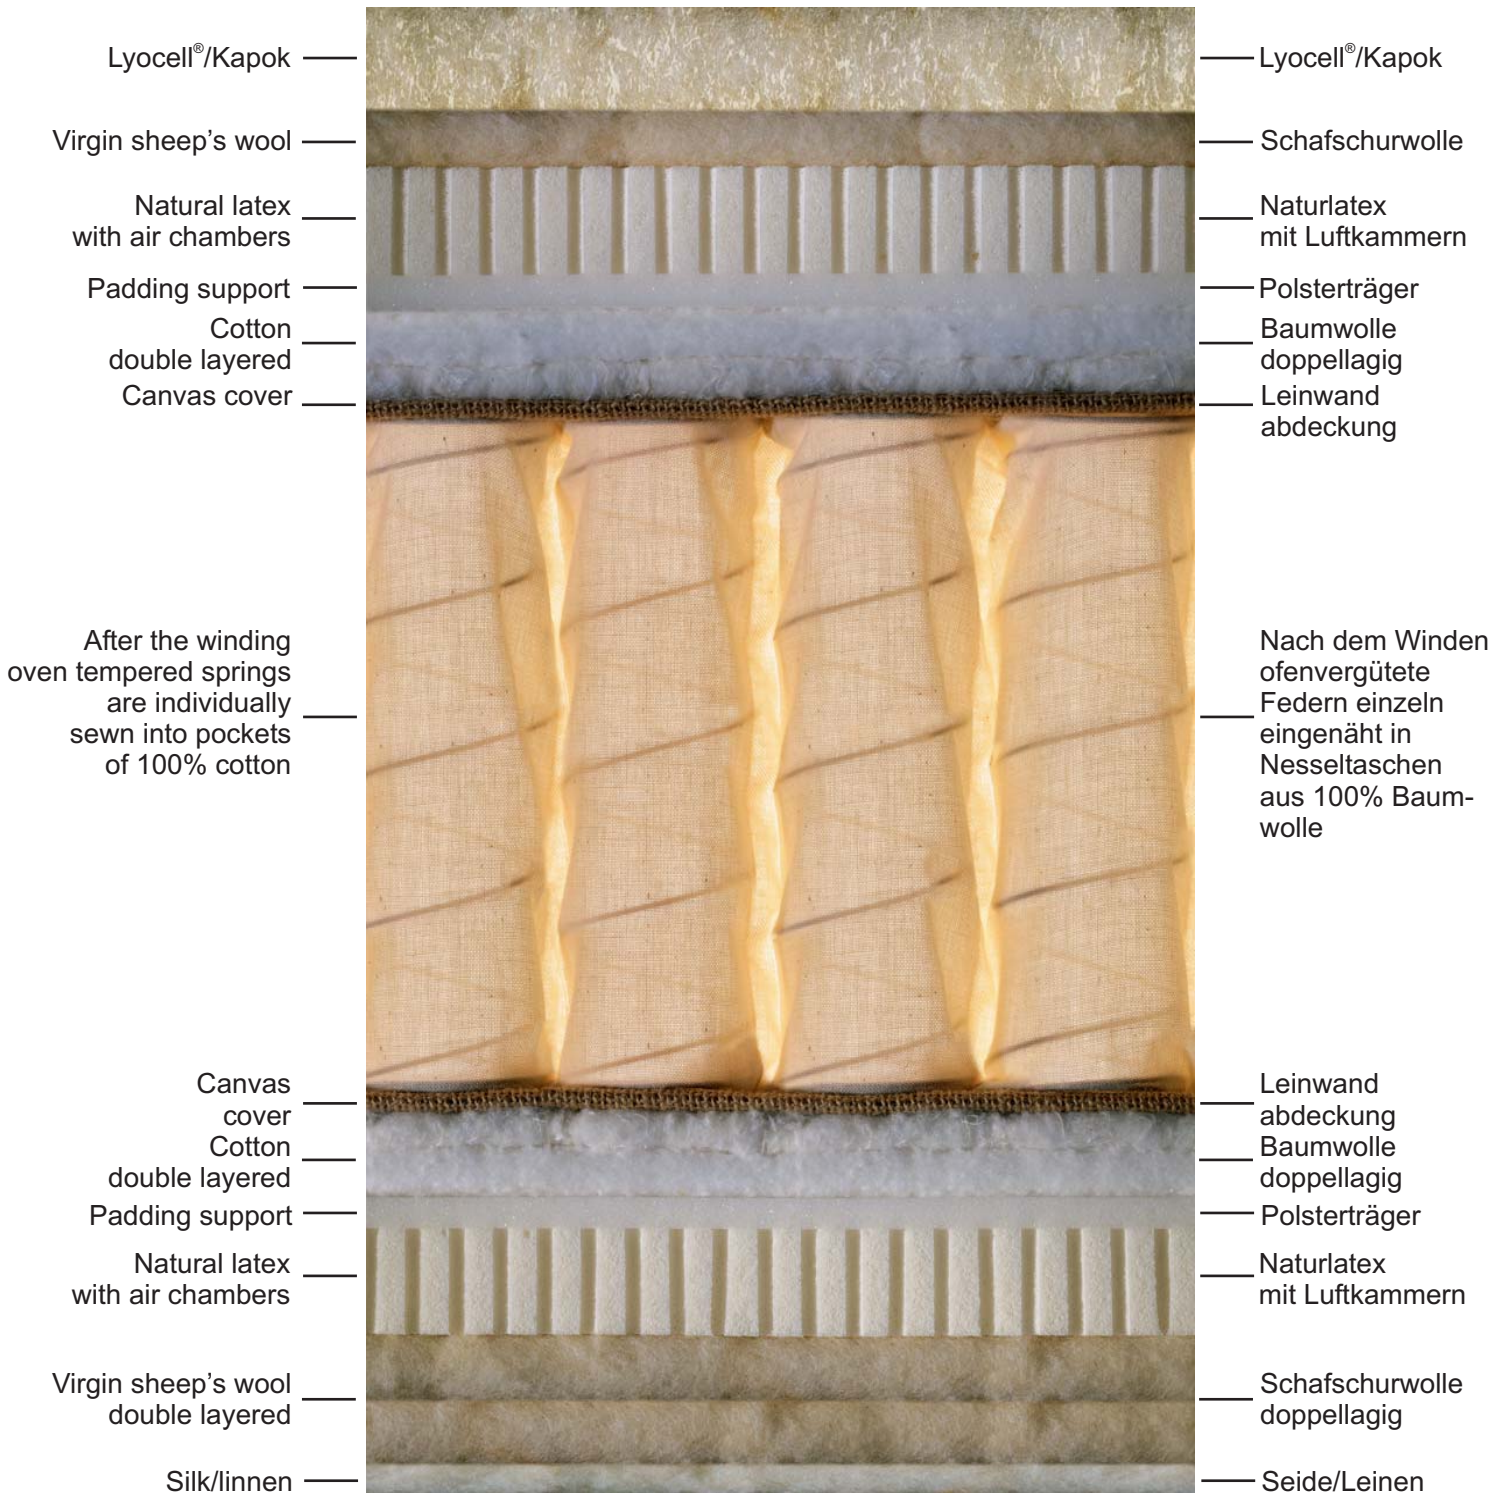 Lyocell®/Kapok
Virgin sheep's wool
Natural latex
with air chambers
Padding support
Cotton
double layered
Canvas cover
After the winding
oven tempered springs
are individually
sewn into pockets
of 100% cotton
Canvas
cover
Cotton
double layered
Padding support
Natural latex
with air chambers
Virgin sheep's wool
double layered
Silk/linnen
Lyocell®/Kapok
Schafschurwolle
Naturlatex
mit Luftkammern
Polsterträger
Baumwolle
doppellagig
Leinwand
abdeckung
Nach dem Winden
ofenvergütete
Federn einzeln
eingenäht in
Nesseltaschen
aus 100% Baum-
wolle
Leinwand
abdeckung
Baumwolle
doppellagig
Polsterträger
Naturlatex
mit Luftkammern
Schafschurwolle
doppellagig
Seide/Leinen